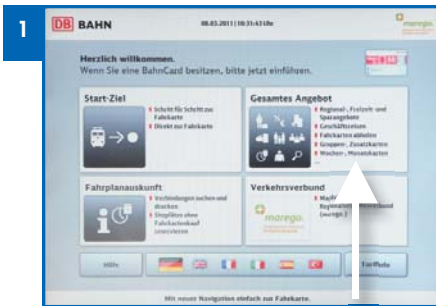 1
DB BAHN
08.03.2011 | 10:31:43 Uhr
marego.
Herzlich willkommen.
Wenn Sie eine BahnCard besitzen, bitte jetzt einführen.
Start-Ziel
Schritt für Schritt zur
Fahrkarte
Direkt zur Fahrkarte
Gesamtes Angebot
Regional-, Freizeit- und
Sparangebote
Geschäftsreisen
Fahrkarten abholen
Gruppen-, Zusatzkarten
Wochen-, Monatskarten
...
Fahrplanauskunft
Verbindungen suchen und
drucken
Sitzplätze ohne
Fahrkartenkauf
reservieren
Verkehrsverbund
marego.
(marego.)
Hilfe
Mit neuer Navigation einfach zur Fahrkarte.